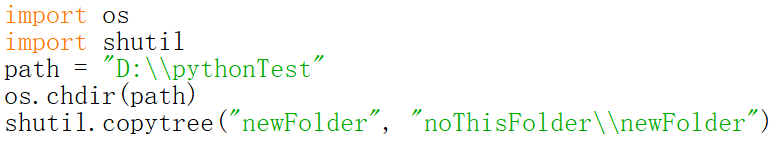 import os
import shutil
path = "D:\\pythonTest"
os.chdir(path)
shutil.copytree("newFolder", "noThisFolder\\newFolder")